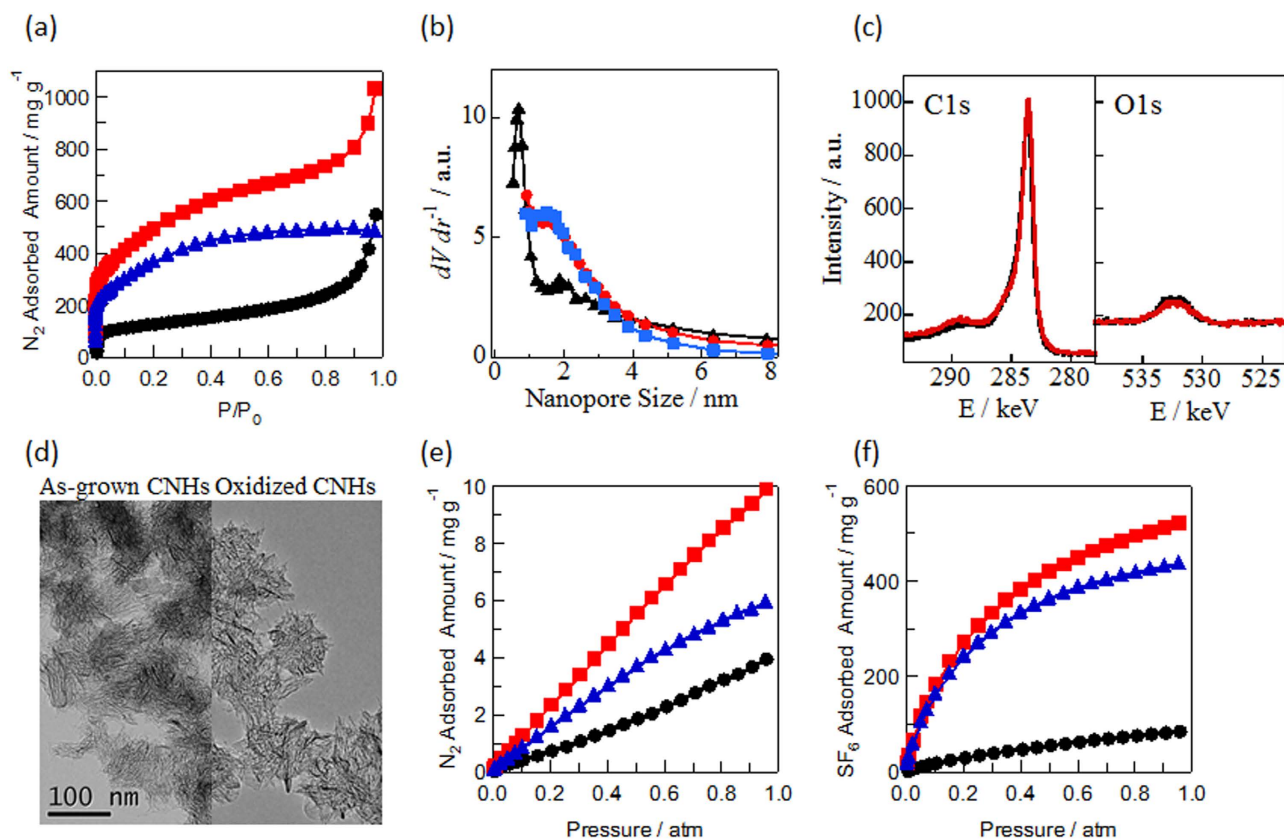 (a)
N₂ Adsorbed Amount / mg g⁻¹
1000
800
600
400
200
0
0.0 0.2 0.4 0.6 0.8 1.0
P/P₀
(b)
dV dr⁻¹ / a.u.
10
5
0
0 2 4 6 8
Nanopore Size / nm
(c)
Intensity / a.u.
1000
800
600
400
200
C1s
O1s
290 285 280
535 530 525
E / keV
E / keV
(d)
As-grown CNHs Oxidized CNHs
100 nm
(e)
N₂ Adsorbed Amount / mg g⁻¹
10
8
6
4
2
0
0.0 0.2 0.4 0.6 0.8 1.0
Pressure / atm
(f)
SF₆ Adsorbed Amount / mg g⁻¹
600
400
200
0
0.0 0.2 0.4 0.6 0.8 1.0
Pressure / atm